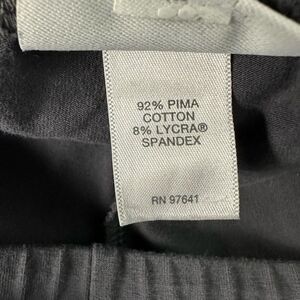 92% PIMA
COTTON
8% LYCRA®
SPANDEX
RN 97641